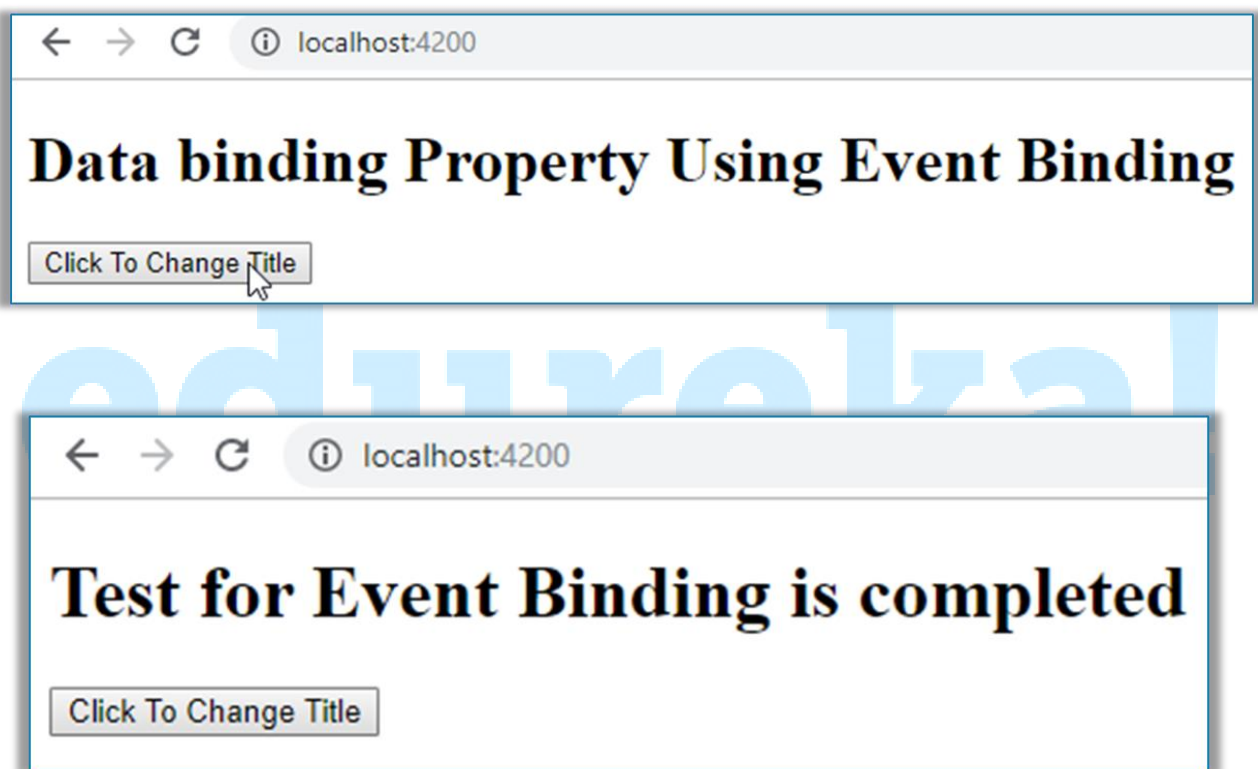 localhost:4200
Data binding Property Using Event Binding
Click To Change Title
edureka!
localhost:4200
Test for Event Binding is completed
Click To Change Title